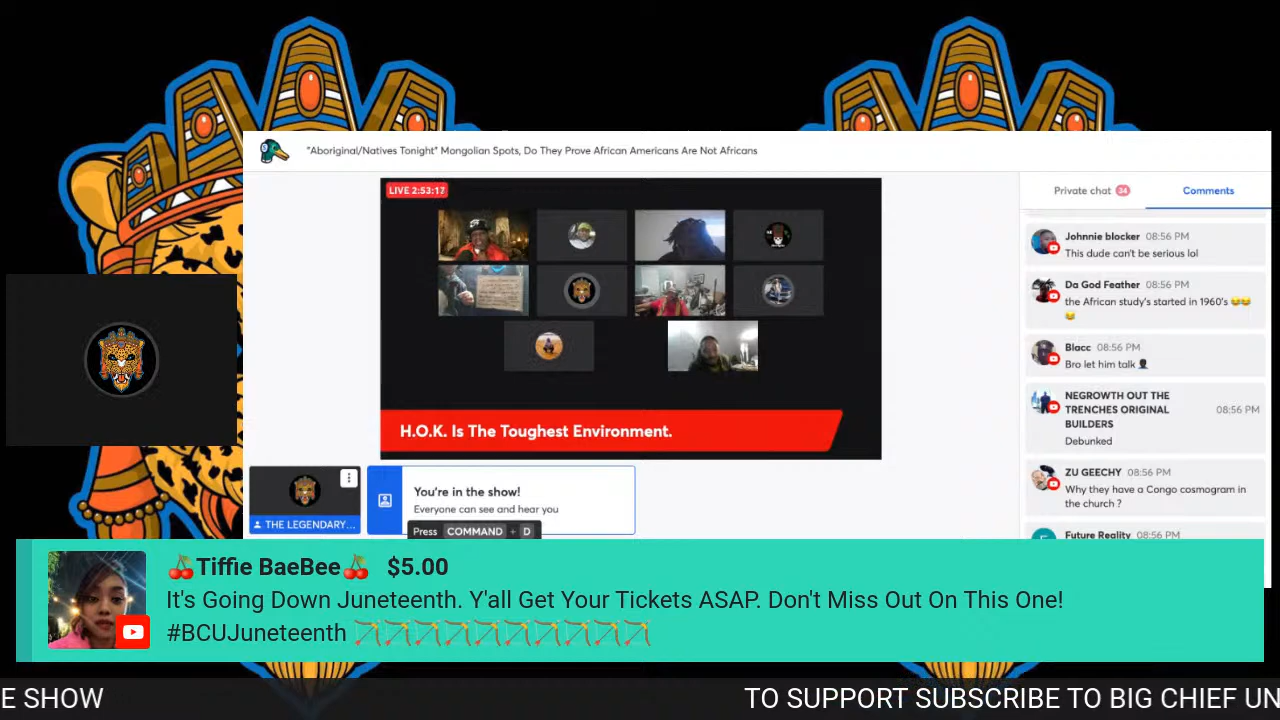 "Aboriginal/Natives Tonight" Mongolian Spots, Do They Prove African Americans Are Not Africans
LIVE 2:53:17
H.O.K. Is The Toughest Environment.
THE LEGENDARY...
You're in the show!
Everyone can see and hear you
Press COMMAND + D
Private chat 34
Comments
Johnnie blocker 08:56 PM
This dude can't be serious lol
Da God Feather 08:56 PM
the African study's started in 1960's 😂😂
😂
Blacc 08:56 PM
Bro let him talk 🗣
NEGROWTH OUT THE
TRENCHES ORIGINAL
BUILDERS
08:56 PM
Debunked
ZU GEECHY 08:56 PM
Why they have a Congo cosmogram in
the church ?
Future Reality 08:56 PM
🍒Tiffie BaeBee🍒 $5.00
It's Going Down Juneteenth. Y'all Get Your Tickets ASAP. Don't Miss Out On This One!
#BCUJuneteenth 🏹🏹🏹🏹🏹🏹🏹🏹🏹🏹
E SHOW
TO SUPPORT SUBSCRIBE TO BIG CHIEF UN